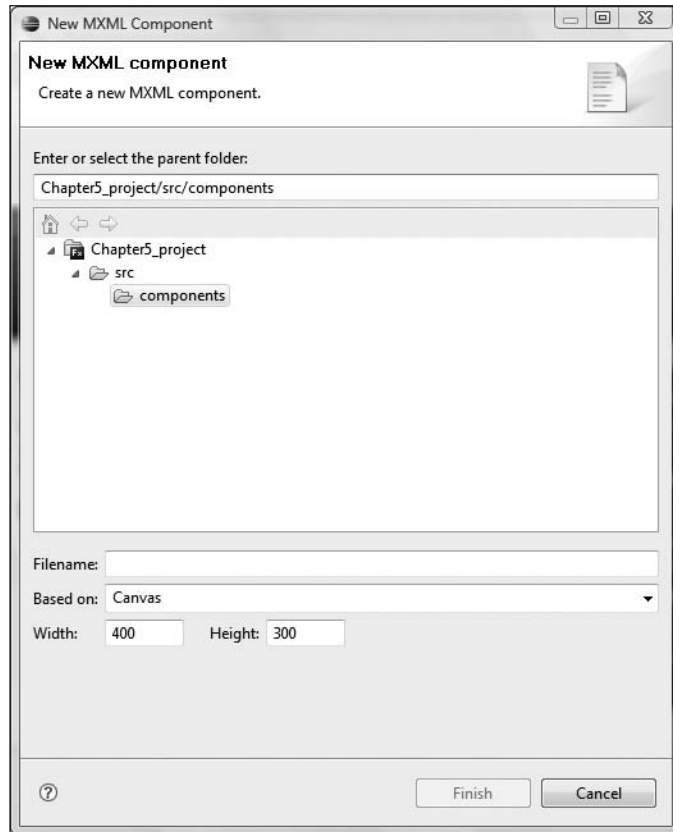 New MXML Component
New MXML component
Create a new MXML component.
Enter or select the parent folder:
Chapter5_project/src/components
Fx Chapter5_project
src
components
Filename:
Based on: Canvas
Width: 400 Height: 300
? Finish Cancel